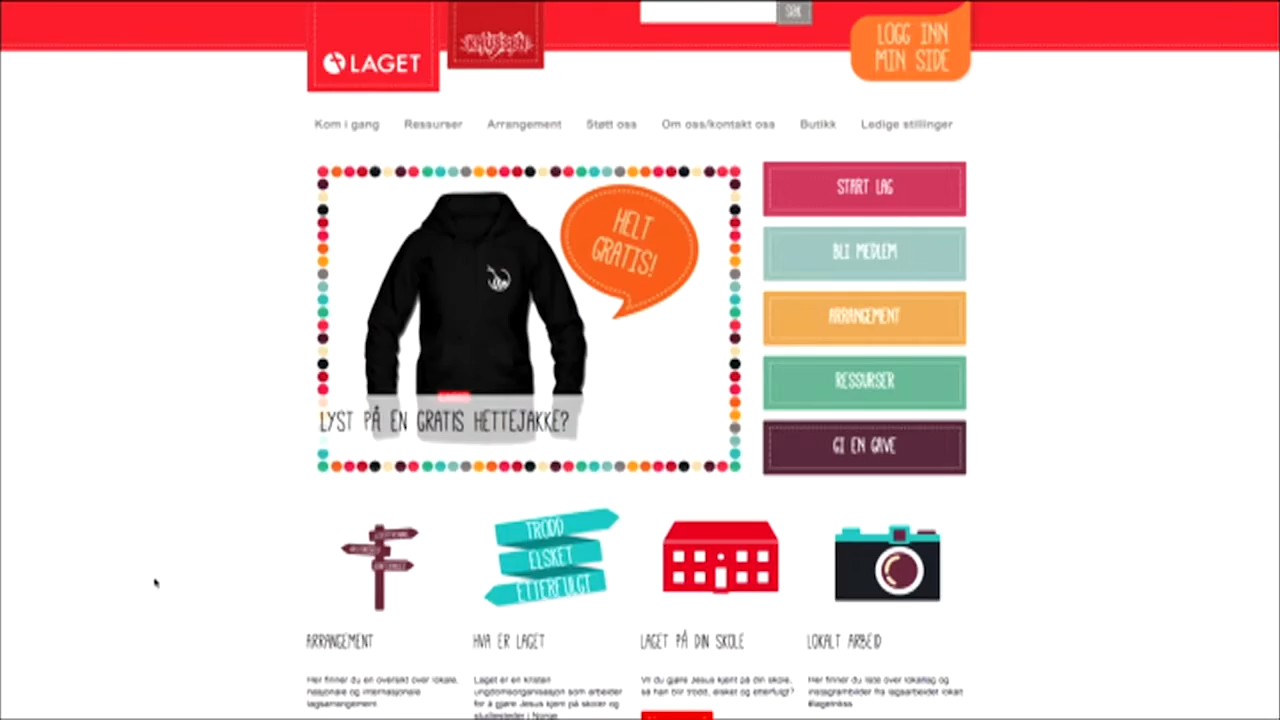 SØK
LAGET
KRUSSEN
LOGG INN
MIN SIDE
Kom i gang
Ressurser
Arrangement
Støtt oss
Om oss/kontakt oss
Butikk
Ledige stillinger
HELT
GRATIS!
LYST PÅ EN GRATIS HETTEJAKKE?
START LAG
BLI MEDLEM
ARRANGEMENT
RESSURSER
GI EN GAVE
TRODD
ELSKET
ETTERFULGT
ARRANGEMENT
HVA ER LAGET
LAGET PÅ DIN SKOLE
LOKALT ARBEID
Her finner du en oversikt over lokale,
nasjonale og internasjonale
lagsarrangement
Laget er en kristen
ungdomsorganisasjon som arbeider
for å gjøre Jesus kjent på skoler og
studiesteder i Norge
Vil du gjøre Jesus kjent på din skole,
så han blir trodd, elsket og etterfulgt?
Her finner du liste over lokallag og
instagrambilder fra lagsarbeidet lokalt